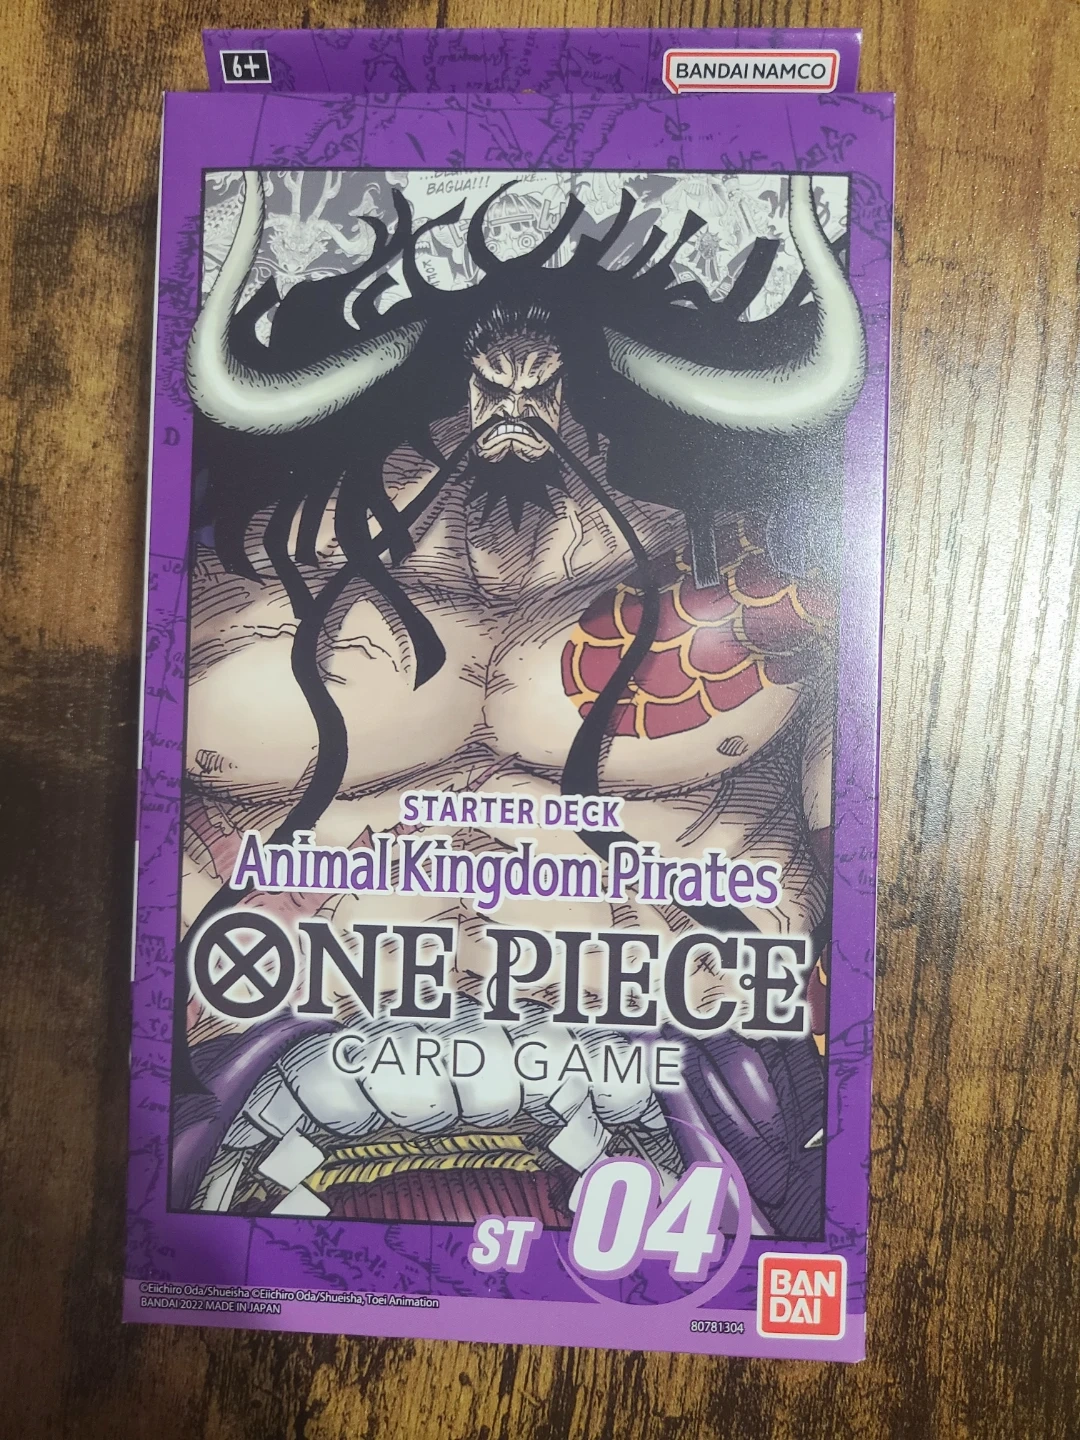 6+
BANDAI NAMCO
BAGUA!!!
LIKE...
D
STARTER DECK
Animal Kingdom Pirates
ONE PIECE
CARD GAME
ST 04
BAN
DAI
©Eiichiro Oda/Shueisha ©Eiichiro Oda/Shueisha, Toei Animation
BANDAI 2022 MADE IN JAPAN
80781304